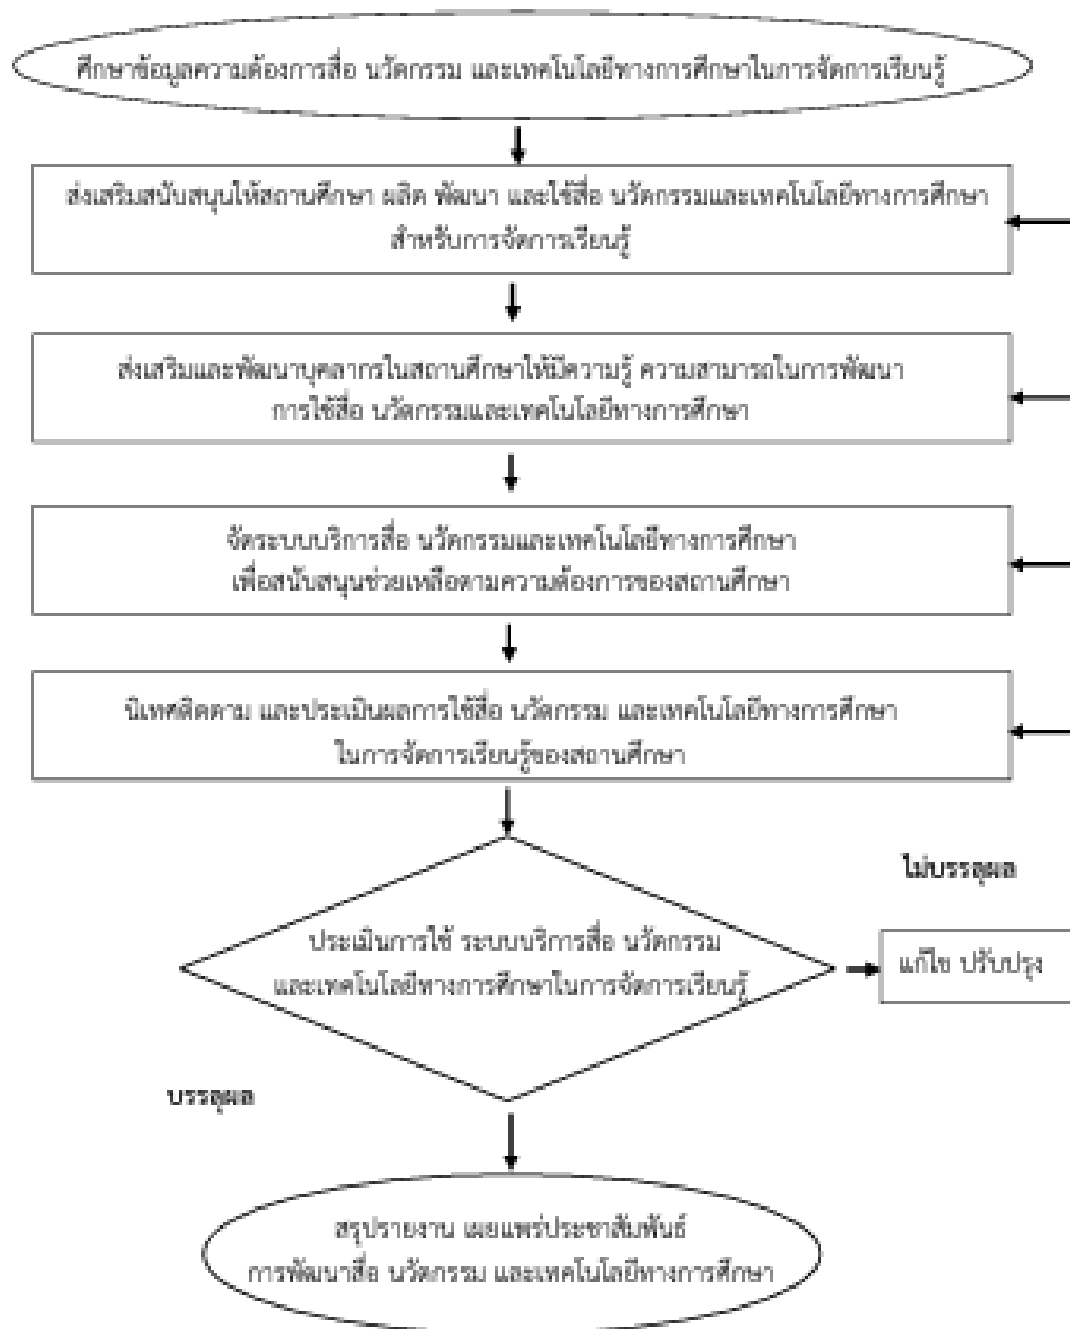 ศึกษาข้อมูลความต้องการสื่อ นวัตกรรม และเทคโนโลยีทางการศึกษาในการจัดการเรียนรู้
ส่งเสริมสนับสนุนให้สถานศึกษา ผลิต พัฒนา และใช้สื่อ นวัตกรรมและเทคโนโลยีทางการศึกษา
สำหรับการจัดการเรียนรู้
ส่งเสริมและพัฒนาบุคลากรในสถานศึกษาให้มีความรู้ ความสามารถในการพัฒนา
การใช้สื่อ นวัตกรรมและเทคโนโลยีทางการศึกษา
จัดระบบบริการสื่อ นวัตกรรมและเทคโนโลยีทางการศึกษา
เพื่อสนับสนุนช่วยเหลือตามความต้องการของสถานศึกษา
นิเทศติดตาม และประเมินผลการใช้สื่อ นวัตกรรม และเทคโนโลยีทางการศึกษา
ในการจัดการเรียนรู้ของสถานศึกษา
ไม่บรรลุผล
ประเมินการใช้ ระบบบริการสื่อ นวัตกรรม
และเทคโนโลยีทางการศึกษาในการจัดการเรียนรู้
แก้ไข ปรับปรุง
บรรลุผล
สรุปรายงาน เผยแพร่ประชาสัมพันธ์
การพัฒนาสื่อ นวัตกรรม และเทคโนโลยีทางการศึกษา